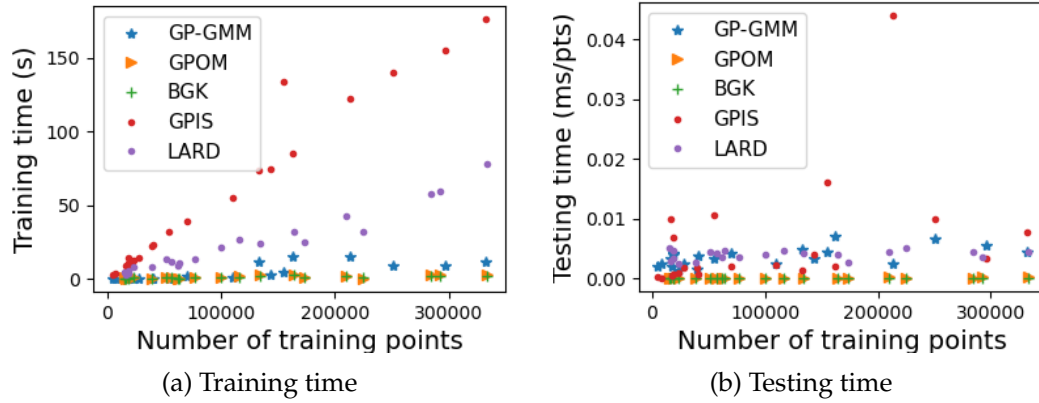 GP-GMM
GPOM
BGK
GPIS
LARD
Training time (s)
150
100
50
0
0
100000
200000
300000
Number of training points
(a) Training time
GP-GMM
GPOM
BGK
GPIS
LARD
Testing time (ms/pts)
0.04
0.03
0.02
0.01
0.00
0
100000
200000
300000
Number of training points
(b) Testing time